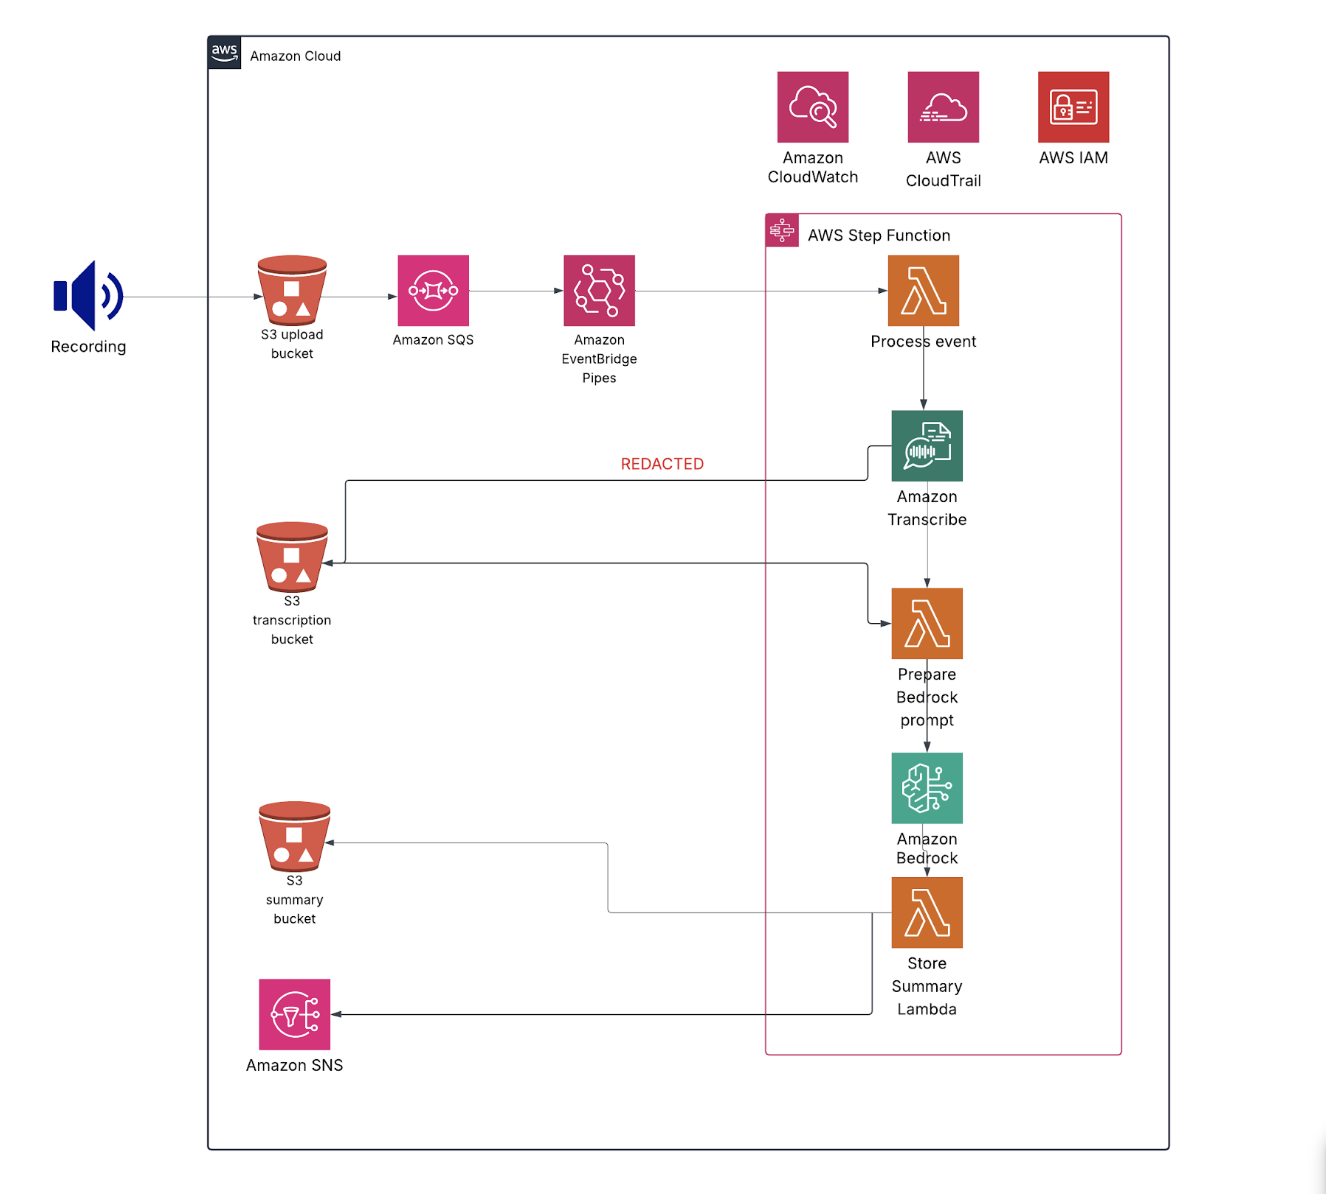 aws
Amazon Cloud
Amazon
CloudWatch
AWS
CloudTrail
AWS IAM
AWS Step Function
Recording
S3 upload
bucket
Amazon SQS
Amazon
EventBridge
Pipes
Process event
REDACTED
Amazon
Transcribe
S3
transcription
bucket
Prepare
Bedrock
prompt
Amazon
Bedrock
S3
summary
bucket
Store
Summary
Lambda
Amazon SNS